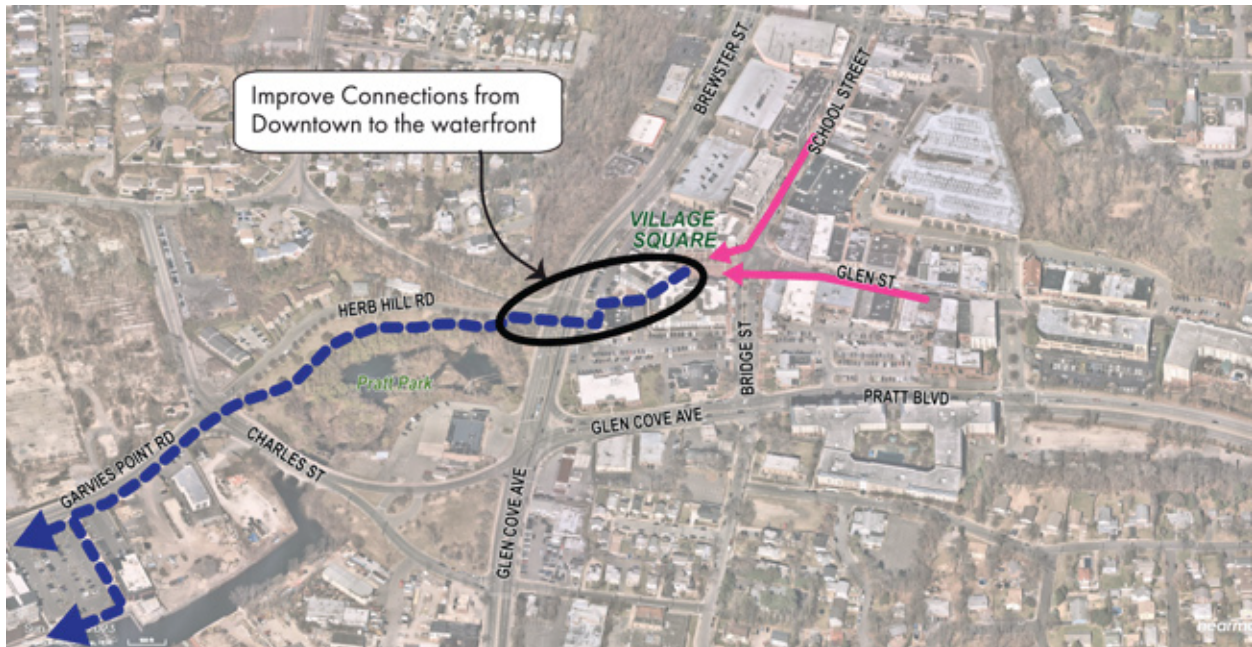 Improve Connections from
Downtown to the waterfront
BREWSTER ST
SCHOOL STREET
VILLAGE
SQUARE
GLEN ST
HERB HILL RD
Pratt Park
BRIDGE ST
PRATT BLVD
GLEN COVE AVE
CHARLES ST
GARVIES POINT RD
GLEN COVE AVE